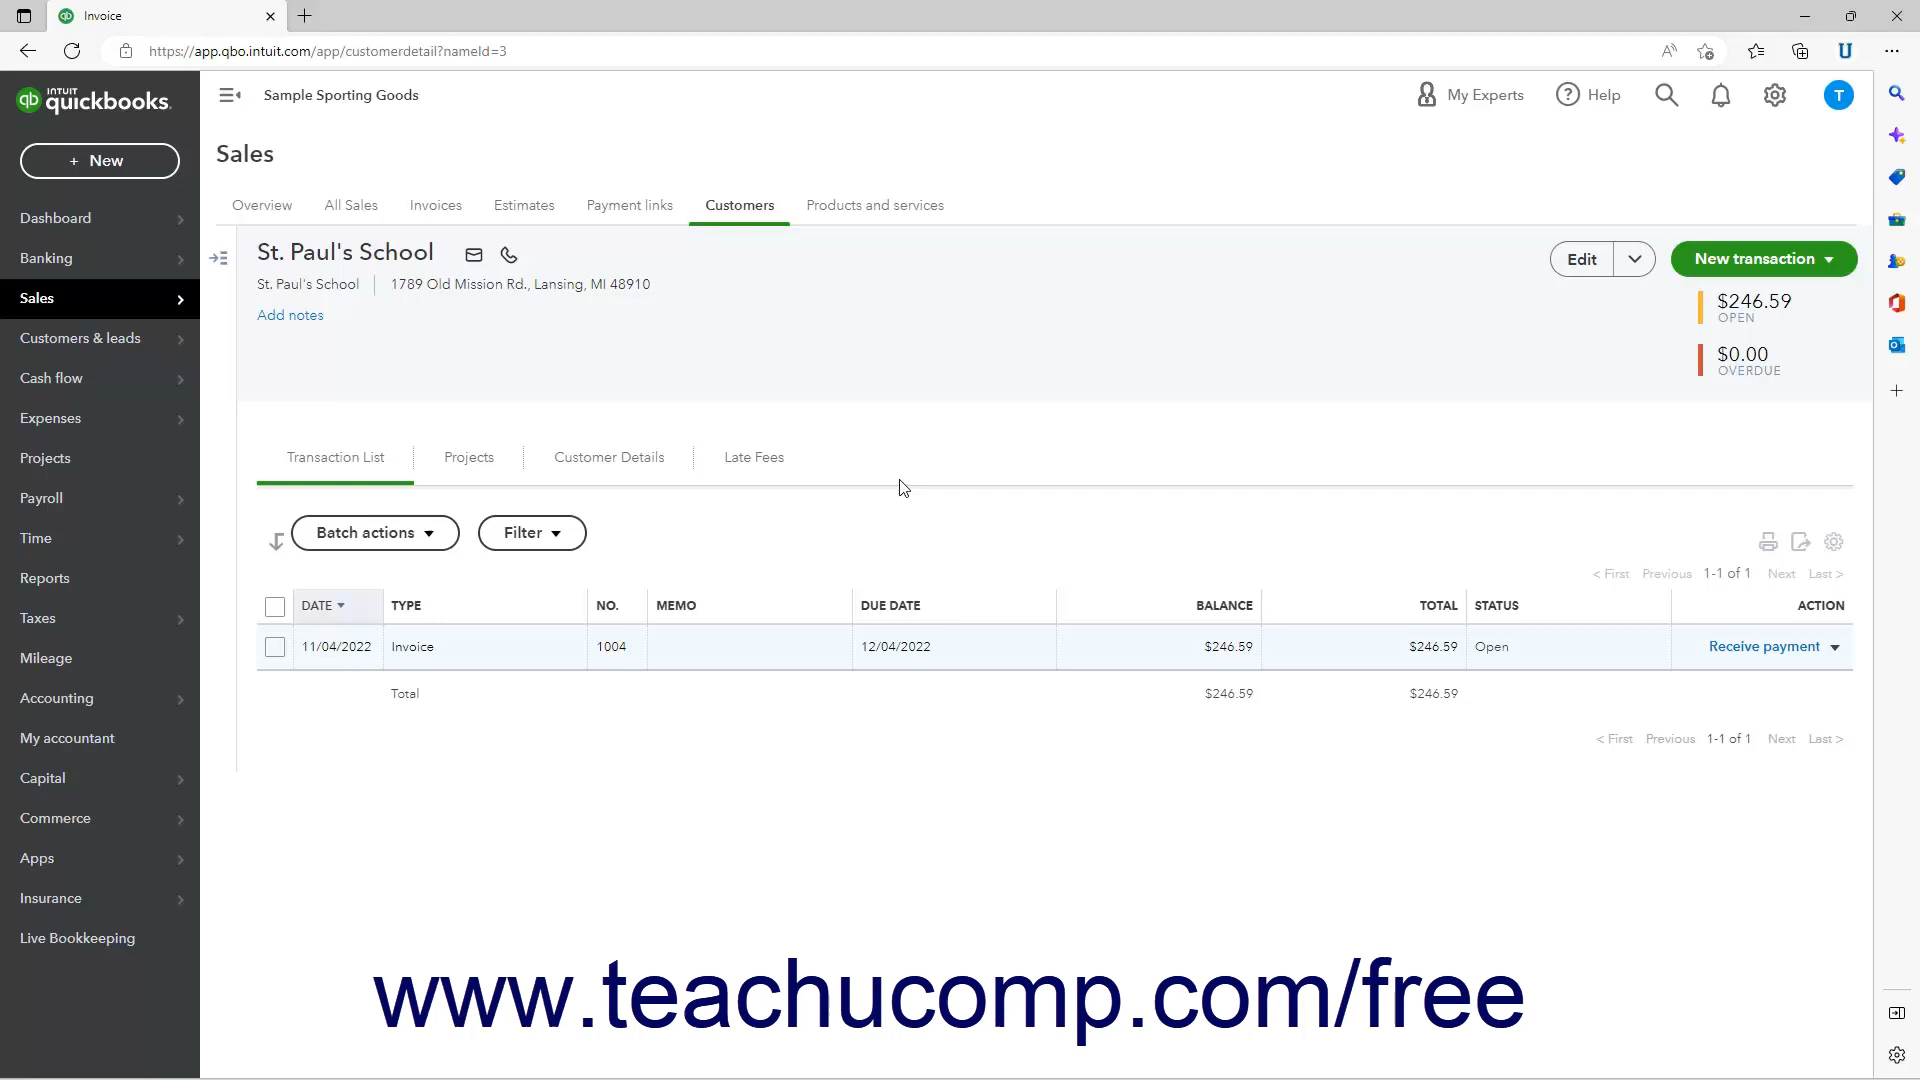 Invoice
https://app.qbo.intuit.com/app/customerdetail?nameId=3
INTUIT
quickbooks.
Sample Sporting Goods
My Experts
Help
T
+ New
Sales
Overview
All Sales
Invoices
Estimates
Payment links
Customers
Products and services
Dashboard
Banking
Sales
Customers & leads
Cash flow
Expenses
Projects
Payroll
Time
Reports
Taxes
Mileage
Accounting
My accountant
Capital
Commerce
Apps
Insurance
Live Bookkeeping
St. Paul's School
Edit
New transaction
St. Paul's School
1789 Old Mission Rd., Lansing, MI 48910
Add notes
$246.59
OPEN
$0.00
OVERDUE
Transaction List
Projects
Customer Details
Late Fees
Batch actions
Filter
< First Previous 1-1 of 1 Next Last >
DATE TYPE NO. MEMO DUE DATE BALANCE TOTAL STATUS ACTION
11/04/2022 Invoice 1004 12/04/2022 $246.59 $246.59 Open Receive payment
Total $246.59 $246.59
< First Previous 1-1 of 1 Next Last >
www.teachucomp.com/free